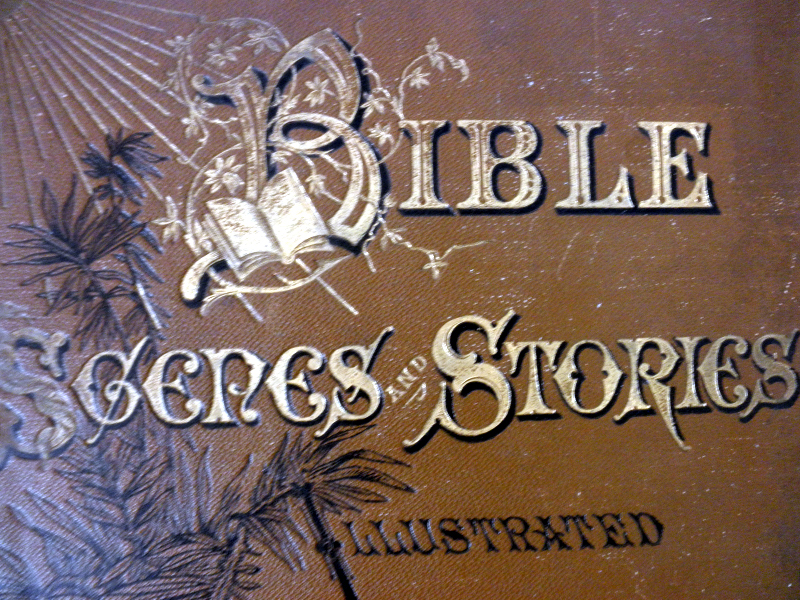 BIBLE
SCENES AND STORIES
ILLUSTRATED